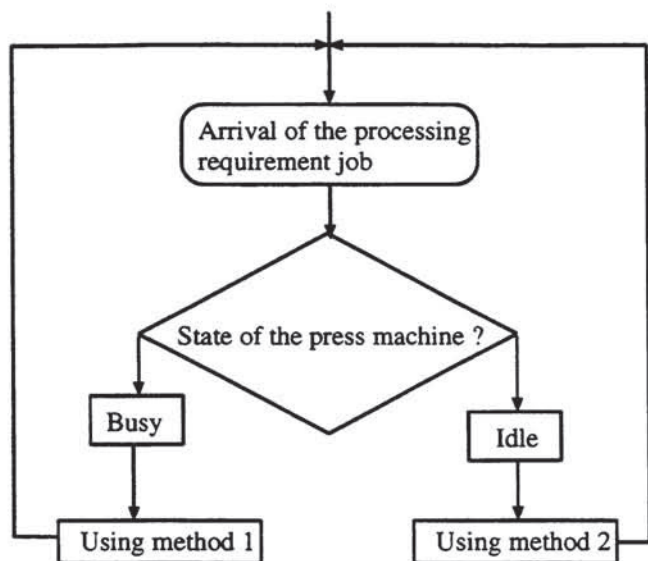 Arrival of the processing
requirement job
State of the press machine ?
Busy
Idle
Using method 1
Using method 2